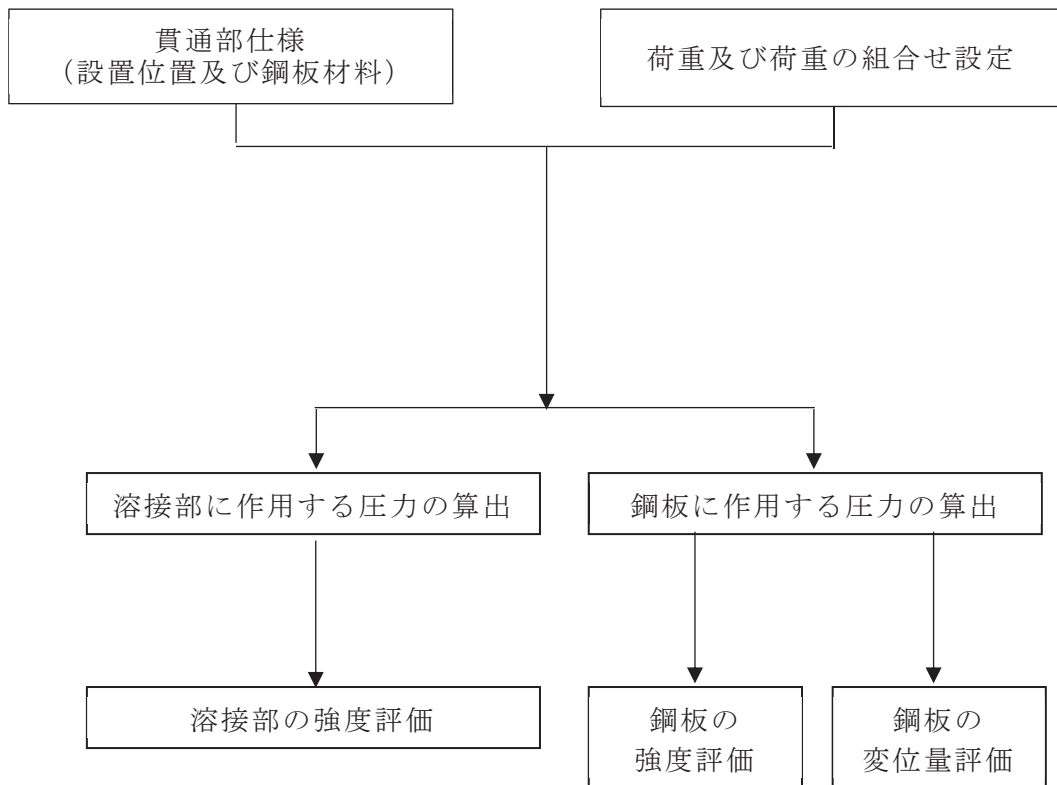 貫通部仕様
(設置位置及び鋼板材料)
荷重及び荷重の組合せ設定
溶接部に作用する圧力の算出
鋼板に作用する圧力の算出
溶接部の強度評価
鋼板の
強度評価
鋼板の
変位量評価